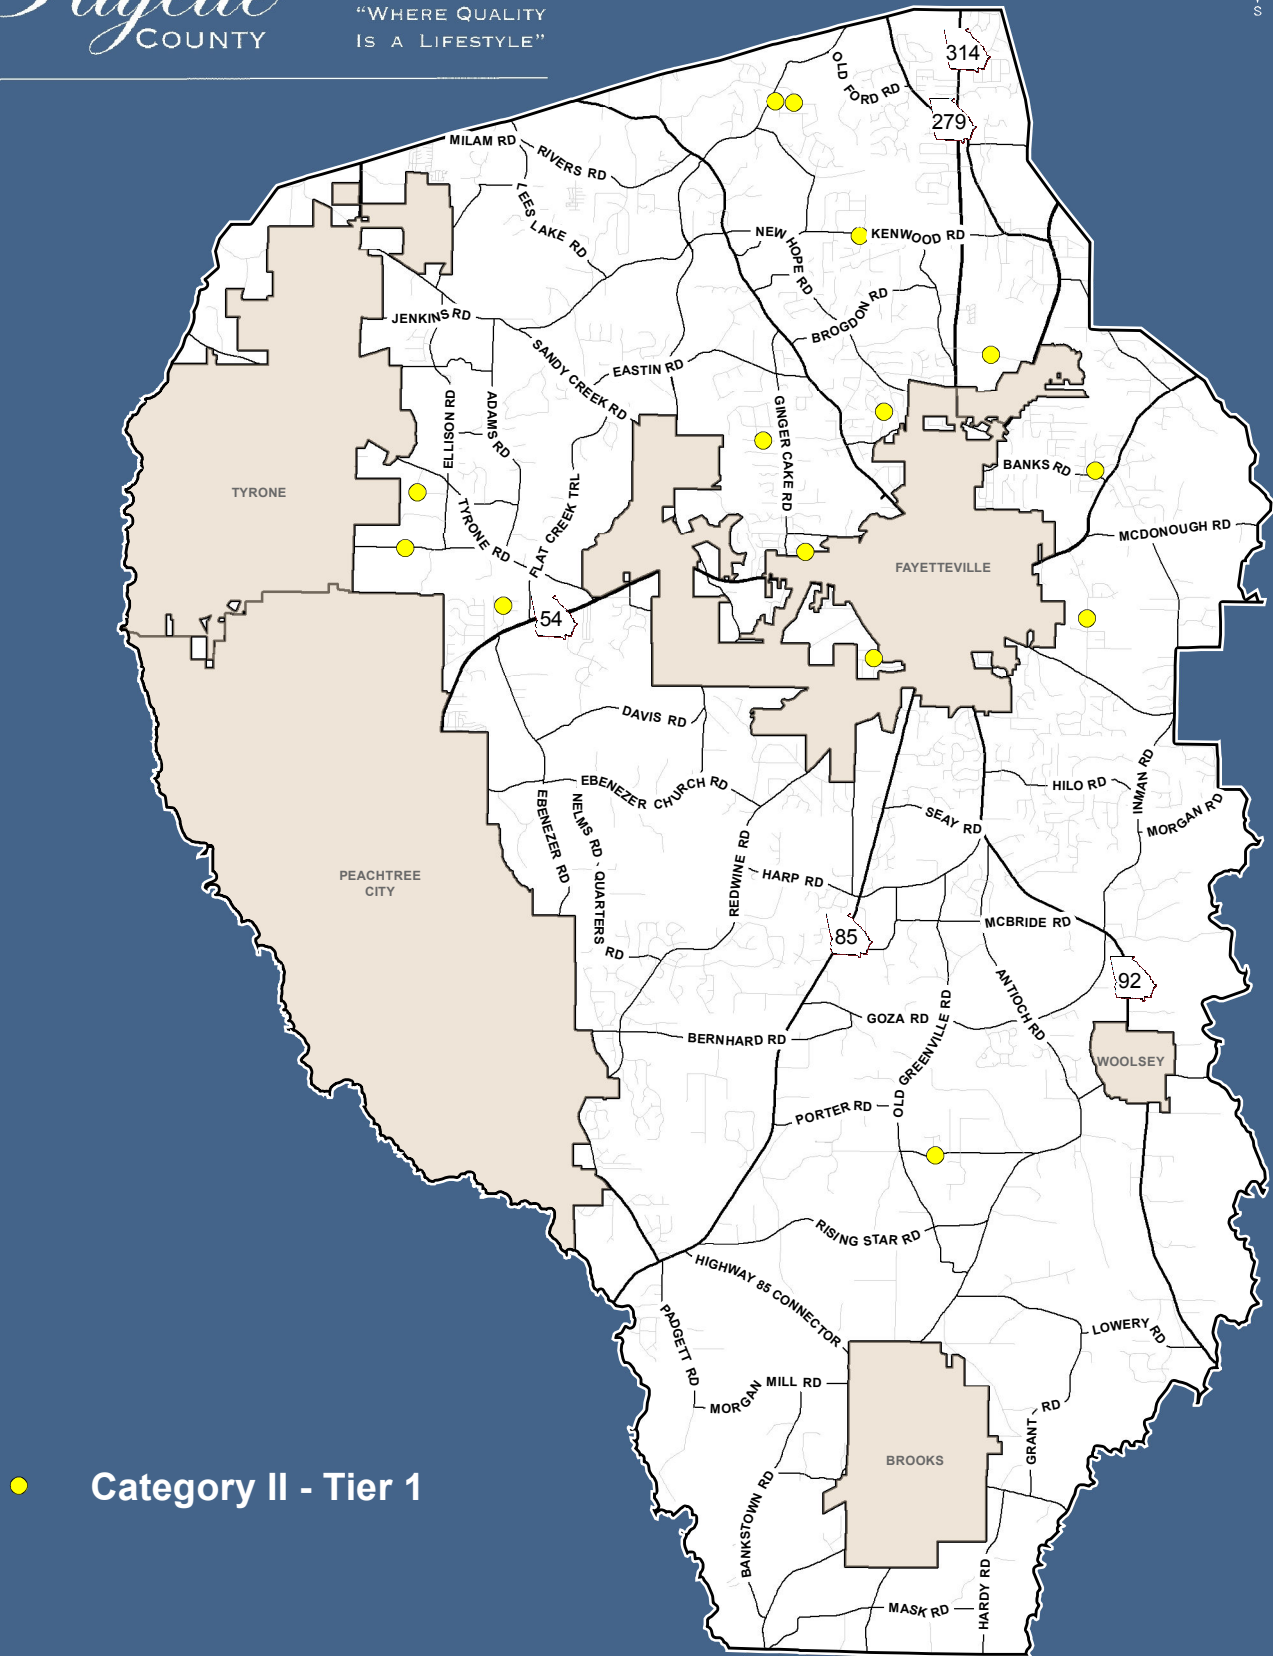 Fayette
COUNTY
“WHERE QUALITY
IS A LIFESTYLE”
S
314
OLD FORD RD
279
MILAM RD
RIVERS RD
LEES LAKE RD
NEW HOPE RD
KENWOOD RD
BROGDON RD
JENKINS RD
SANDY CREEK RD
EASTIN RD
ELLISON RD
ADAMS RD
GINGER CAKE RD
BANKS RD
TYRONE
TYRONE RD
FLAT CREEK TRL
MCDONOUGH RD
FAYETTEVILLE
54
DAVIS RD
EBENEZER CHURCH RD
EBENEZER RD
NELMS RD
QUARTERS RD
REDWINE RD
HILO RD
INMAN RD
MORGAN RD
SEAY RD
PEACHTREE
CITY
HARP RD
MCBRIDE RD
85
92
ANTIOCH RD
GOZA RD
OLD GREENVILLE RD
BERNHARD RD
WOOLSEY
PORTER RD
RISING STAR RD
HIGHWAY 85 CONNECTOR
PADGETT RD
LOWERY RD
MORGAN MILL RD
GRANT RD
BROOKS
Category II - Tier 1
BANKSTOWN RD
HARDY RD
MASK RD